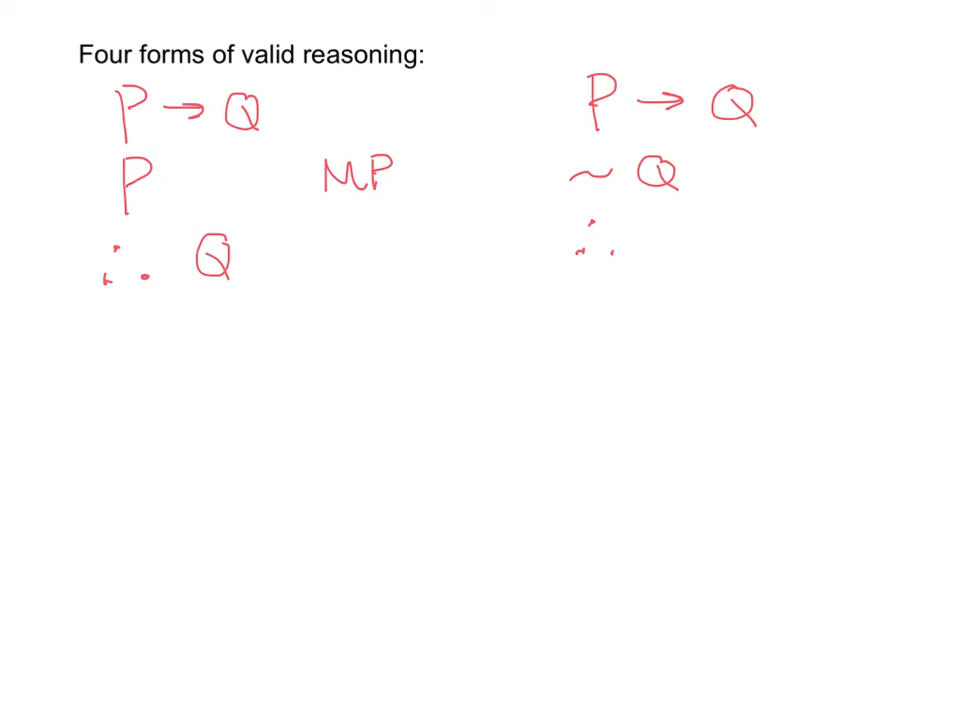 Four forms of valid reasoning:
P → Q
P MP
∴ Q
P → Q
~ Q
∴